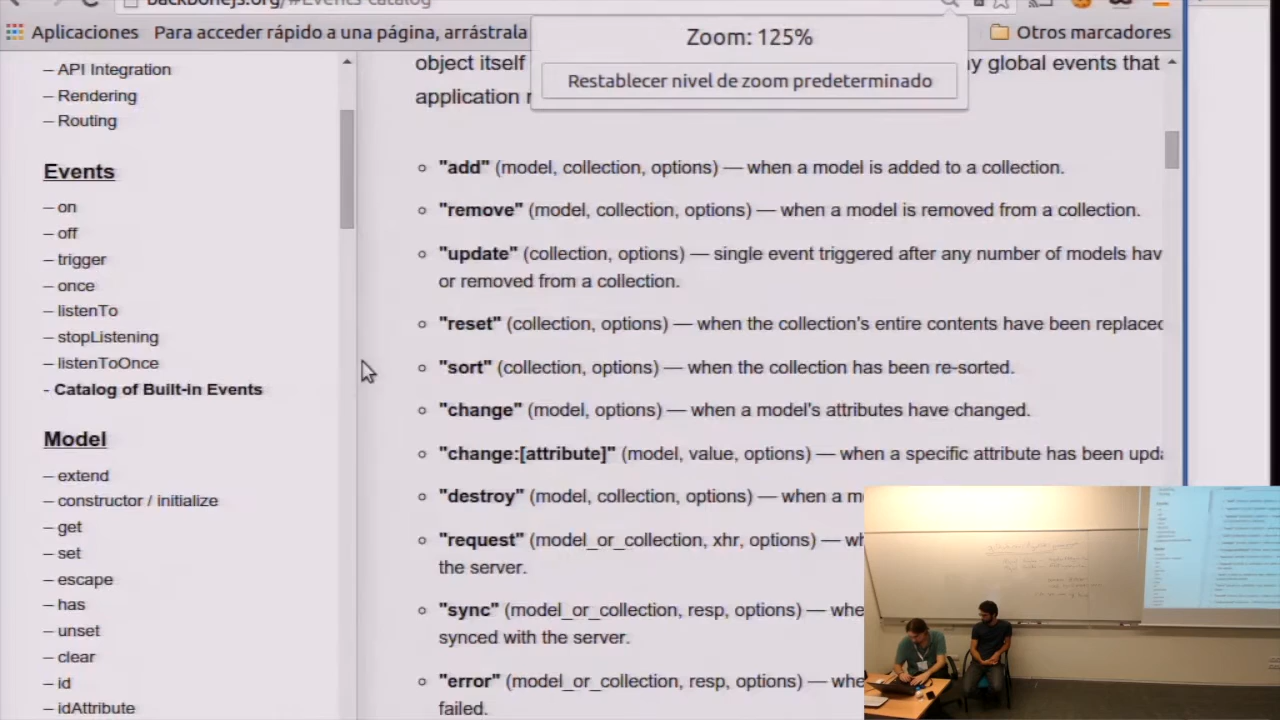 backbonejs.org/#Events-catalog
Aplicaciones Para acceder rápido a una página, arrástrala
Otros marcadores
Zoom: 125%
Restablecer nivel de zoom predeterminado
– API Integration
– Rendering
– Routing
Events
– on
– off
– trigger
– once
– listenTo
– stopListening
– listenToOnce
- Catalog of Built-in Events
Model
– extend
– constructor / initialize
– get
– set
– escape
– has
– unset
– clear
– id
– idAttribute
object itself
y global events that
application
"add" (model, collection, options) — when a model is added to a collection.
"remove" (model, collection, options) — when a model is removed from a collection.
"update" (collection, options) — single event triggered after any number of models hav
or removed from a collection.
"reset" (collection, options) — when the collection's entire contents have been replaced
"sort" (collection, options) — when the collection has been re-sorted.
"change" (model, options) — when a model's attributes have changed.
"change:[attribute]" (model, value, options) — when a specific attribute has been upda
"destroy" (model, collection, options) — when a m
"request" (model_or_collection, xhr, options) — wh
the server.
"sync" (model_or_collection, resp, options) — whe
synced with the server.
"error" (model_or_collection, resp, options) — whe
failed.